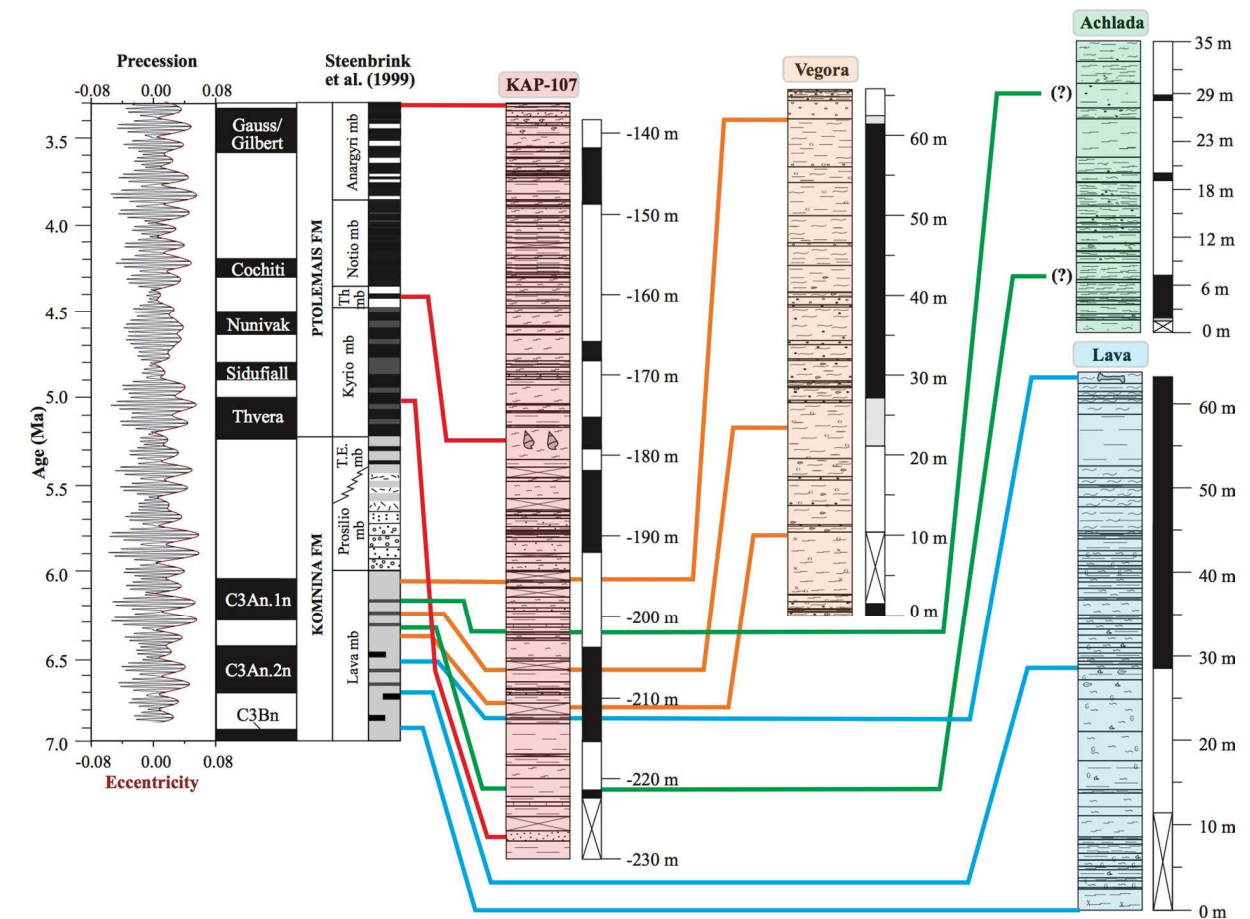 Precession
-0.08 0.00 0.08
Steenbrink
et al. (1999)
KAP-107
Vegora
Achlada
Lava
Age (Ma)
3.5
4.0
4.5
5.0
5.5
6.0
6.5
7.0
Gauss/
Gilbert
Cochiti
Nunivak
Sidufjall
Thvera
C3An.1n
C3An.2n
C3Bn
PTOLEMAIS FM
KOMNINA FM
Anargyri mb
Notio mb
Th
mb
Kyrio mb
T.E.
mb
Prosilio
mb
Lava mb
-0.08 0.00 0.08
Eccentricity
-140 m
-150 m
-160 m
-170 m
-180 m
-190 m
-200 m
-210 m
-220 m
-230 m
60 m
50 m
40 m
30 m
20 m
10 m
0 m
(?)
(?)
35 m
29 m
23 m
18 m
12 m
6 m
0 m
60 m
50 m
40 m
30 m
20 m
10 m
0 m